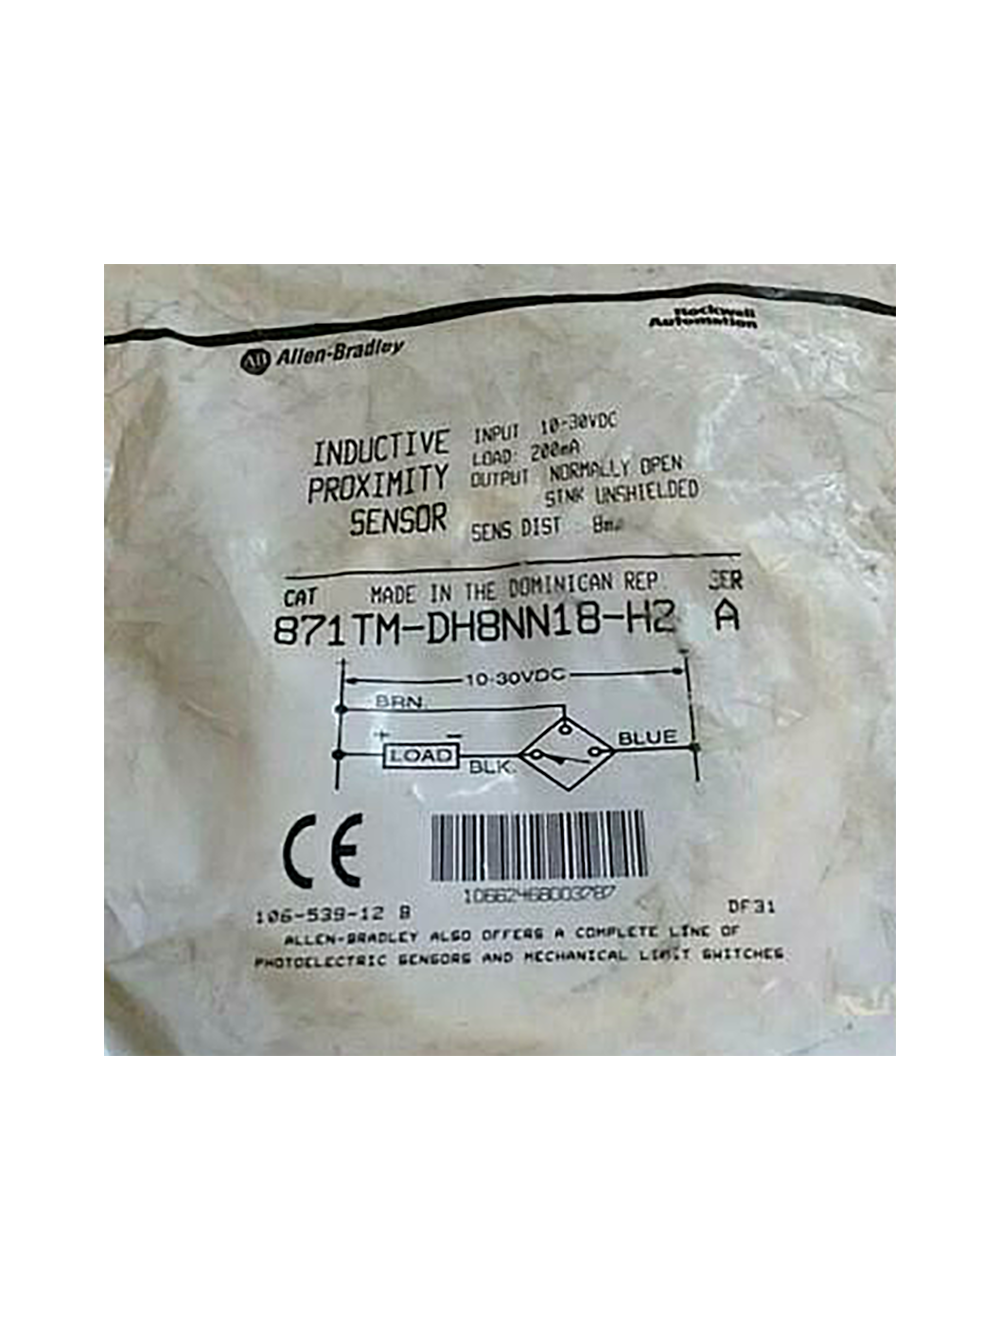 Allen-Bradley
Rockwell
Automation
INDUCTIVE
PROXIMITY
SENSOR
INPUT 10-30VDC
LOAD: 200mA
OUTPUT NORMALLY OPEN
SINK UNSHIELDED
SENS DIST : 8mm
CAT MADE IN THE DOMINICAN REP SER
871TM-DH8NN18-H2 A
+ -
10-30VDC
BRN.
+ -
LOAD BLK. BLUE
CE
10662468003787
106-539-12 B DF31
ALLEN-BRADLEY ALSO OFFERS A COMPLETE LINE OF
PHOTOELECTRIC SENSORS AND MECHANICAL LIMIT SWITCHES